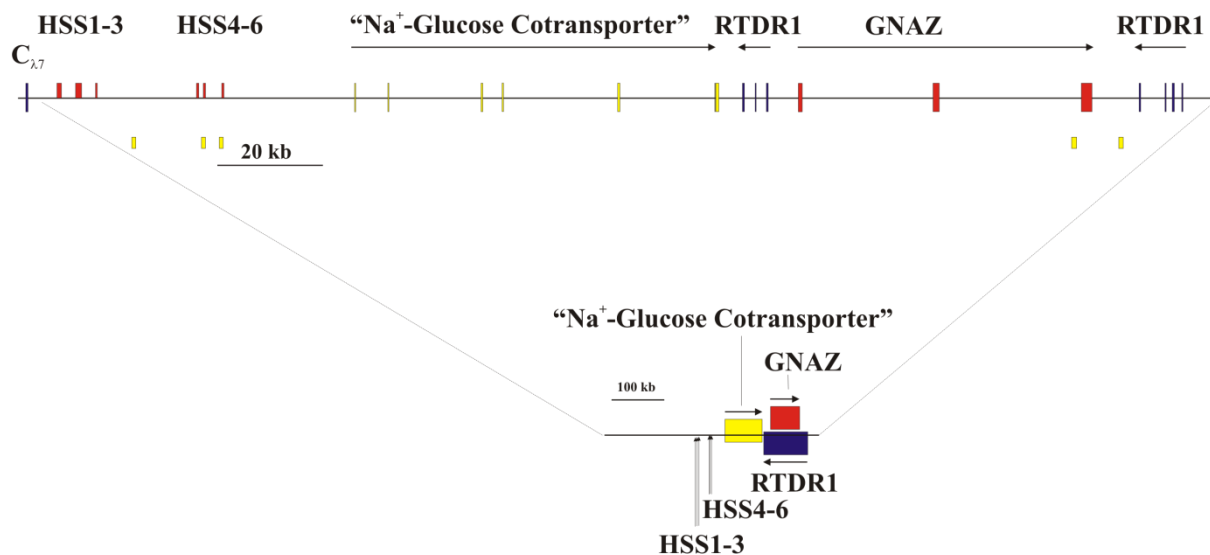 HSS1-3 HSS4-6 “Na⁺-Glucose Cotransporter” RTDR1 GNAZ RTDR1
Cλ7
20 kb
“Na⁺-Glucose Cotransporter”
GNAZ
100 kb
RTDR1
HSS4-6
HSS1-3